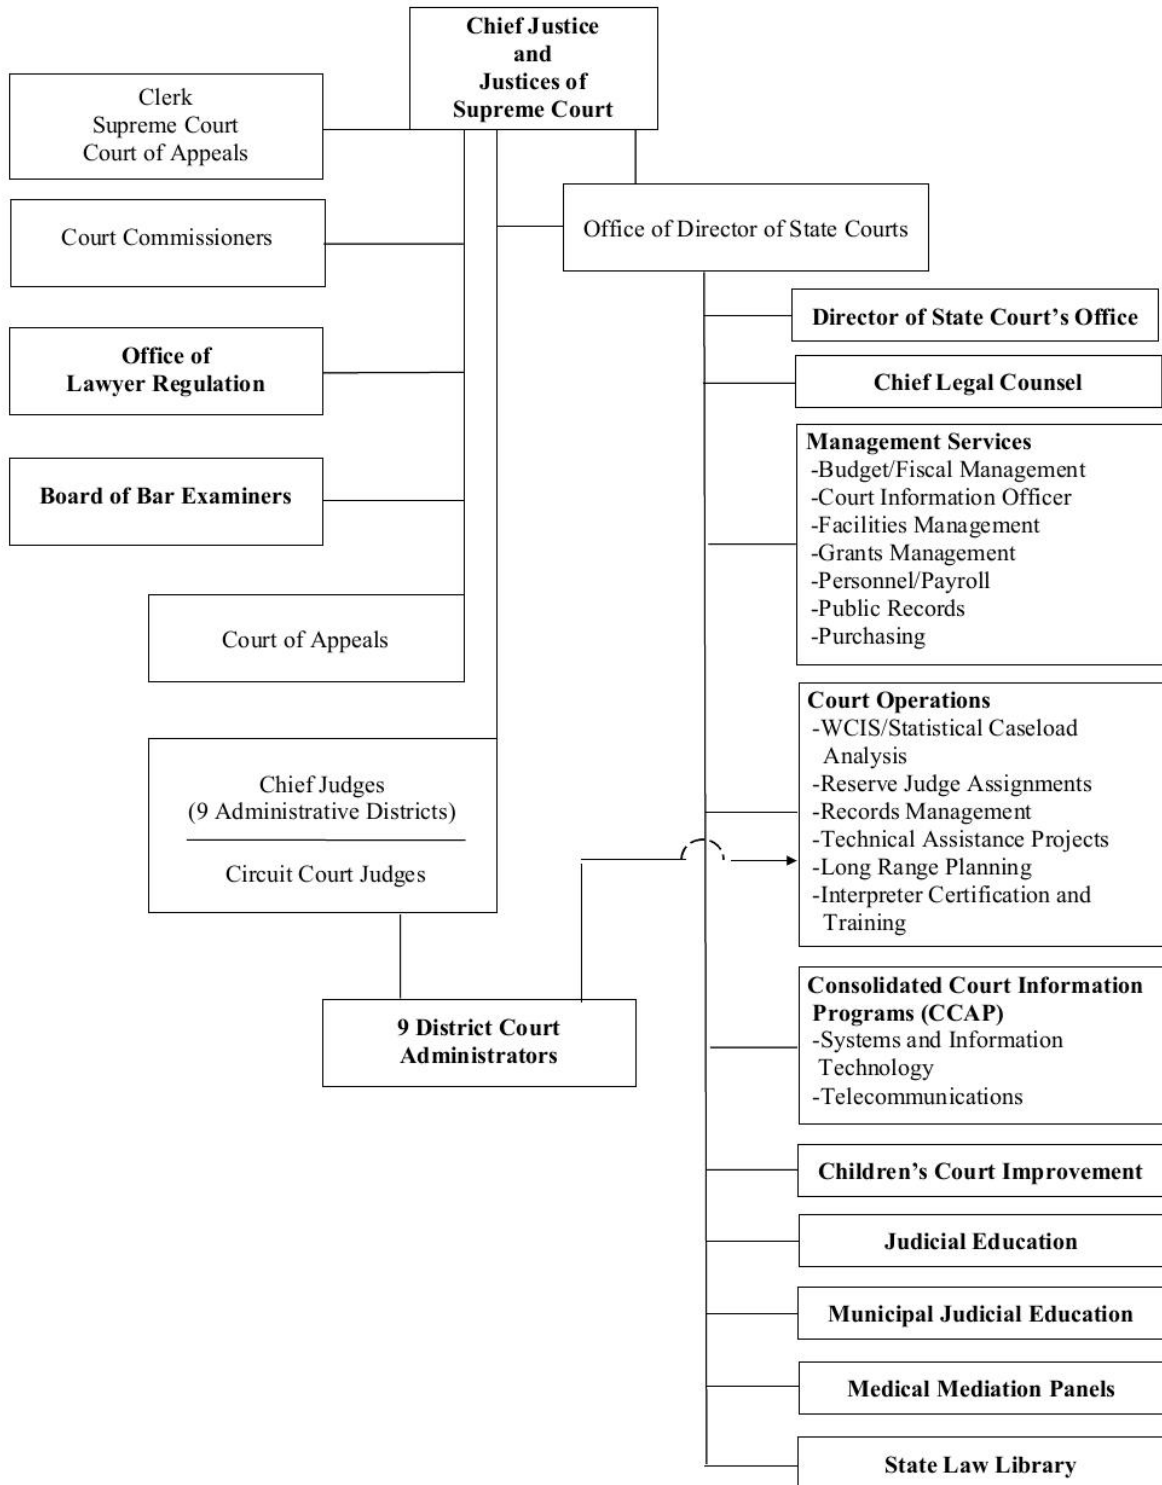 Chief Justice
and
Justices of
Supreme Court
Clerk
Supreme Court
Court of Appeals
Court Commissioners
Office of Director of State Courts
Office of
Lawyer Regulation
Board of Bar Examiners
Court of Appeals
Chief Judges
(9 Administrative Districts)
Circuit Court Judges
9 District Court
Administrators
Director of State Court’s Office
Chief Legal Counsel
Management Services
-Budget/Fiscal Management
-Court Information Officer
-Facilities Management
-Grants Management
-Personnel/Payroll
-Public Records
-Purchasing
Court Operations
-WCIS/Statistical Caseload
Analysis
-Reserve Judge Assignments
-Records Management
-Technical Assistance Projects
-Long Range Planning
-Interpreter Certification and
Training
Consolidated Court Information
Programs (CCAP)
-Systems and Information
Technology
-Telecommunications
Children’s Court Improvement
Judicial Education
Municipal Judicial Education
Medical Mediation Panels
State Law Library